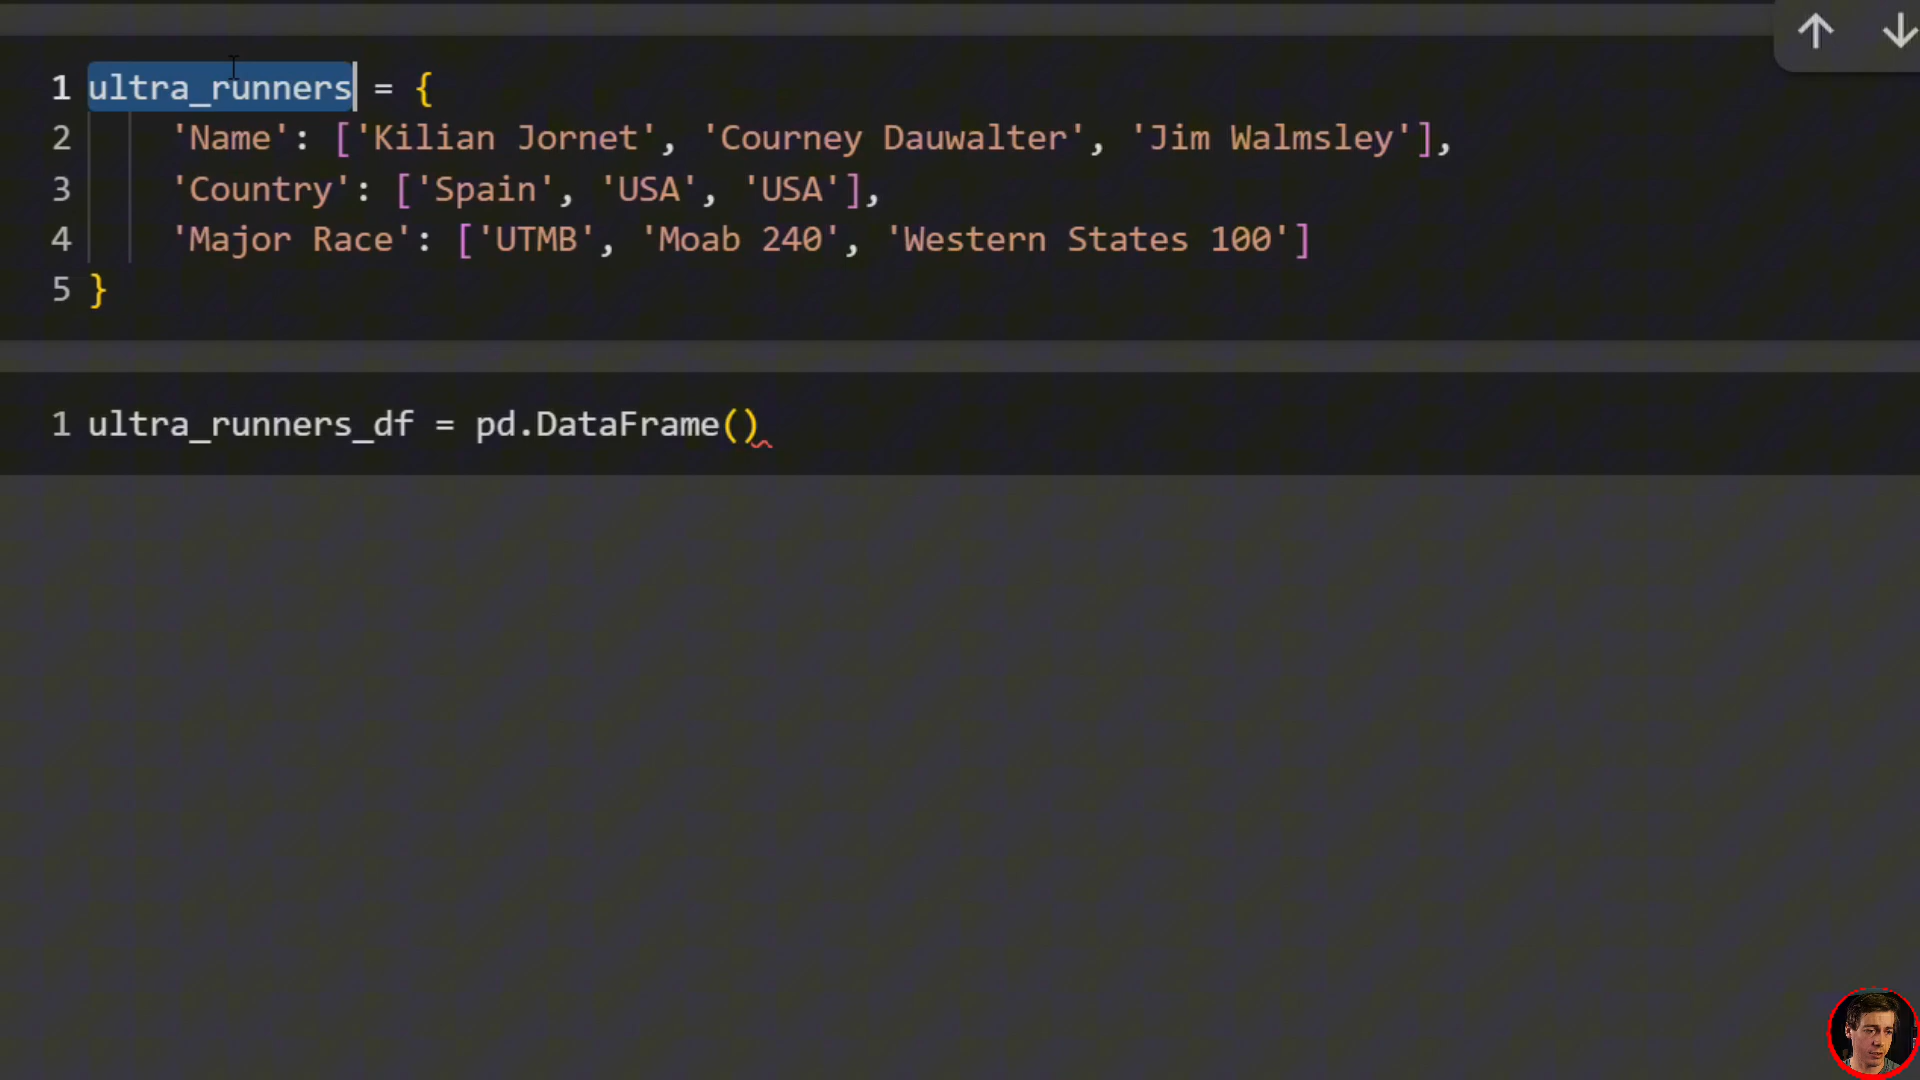 1 ultra_runners = {
2 'Name': ['Kilian Jornet', 'Courney Dauwalter', 'Jim Walmsley'],
3 'Country': ['Spain', 'USA', 'USA'],
4 'Major Race': ['UTMB', 'Moab 240', 'Western States 100']
5 }
1 ultra_runners_df = pd.DataFrame()